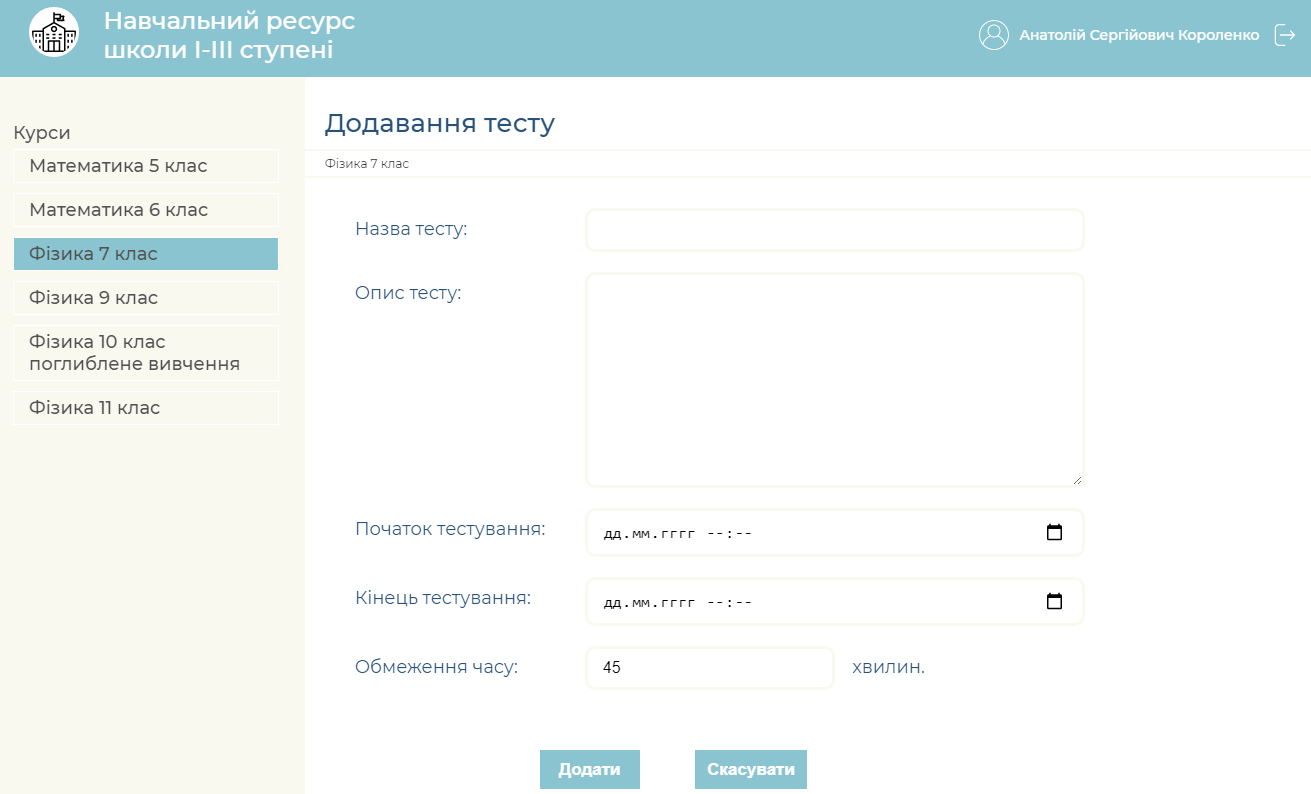 Навчальний ресурс
школи І-ІІІ ступені
Анатолій Сергійович Короленко
Курси
Математика 5 клас
Математика 6 клас
Фізика 7 клас
Фізика 9 клас
Фізика 10 клас
поглиблене вивчення
Фізика 11 клас
Додавання тесту
Фізика 7 клас
Назва тесту:
Опис тесту:
Початок тестування:
дд.мм.гггг --:--
Кінець тестування:
дд.мм.гггг --:--
Обмеження часу:
45
хвилин.
Додати
Скасувати